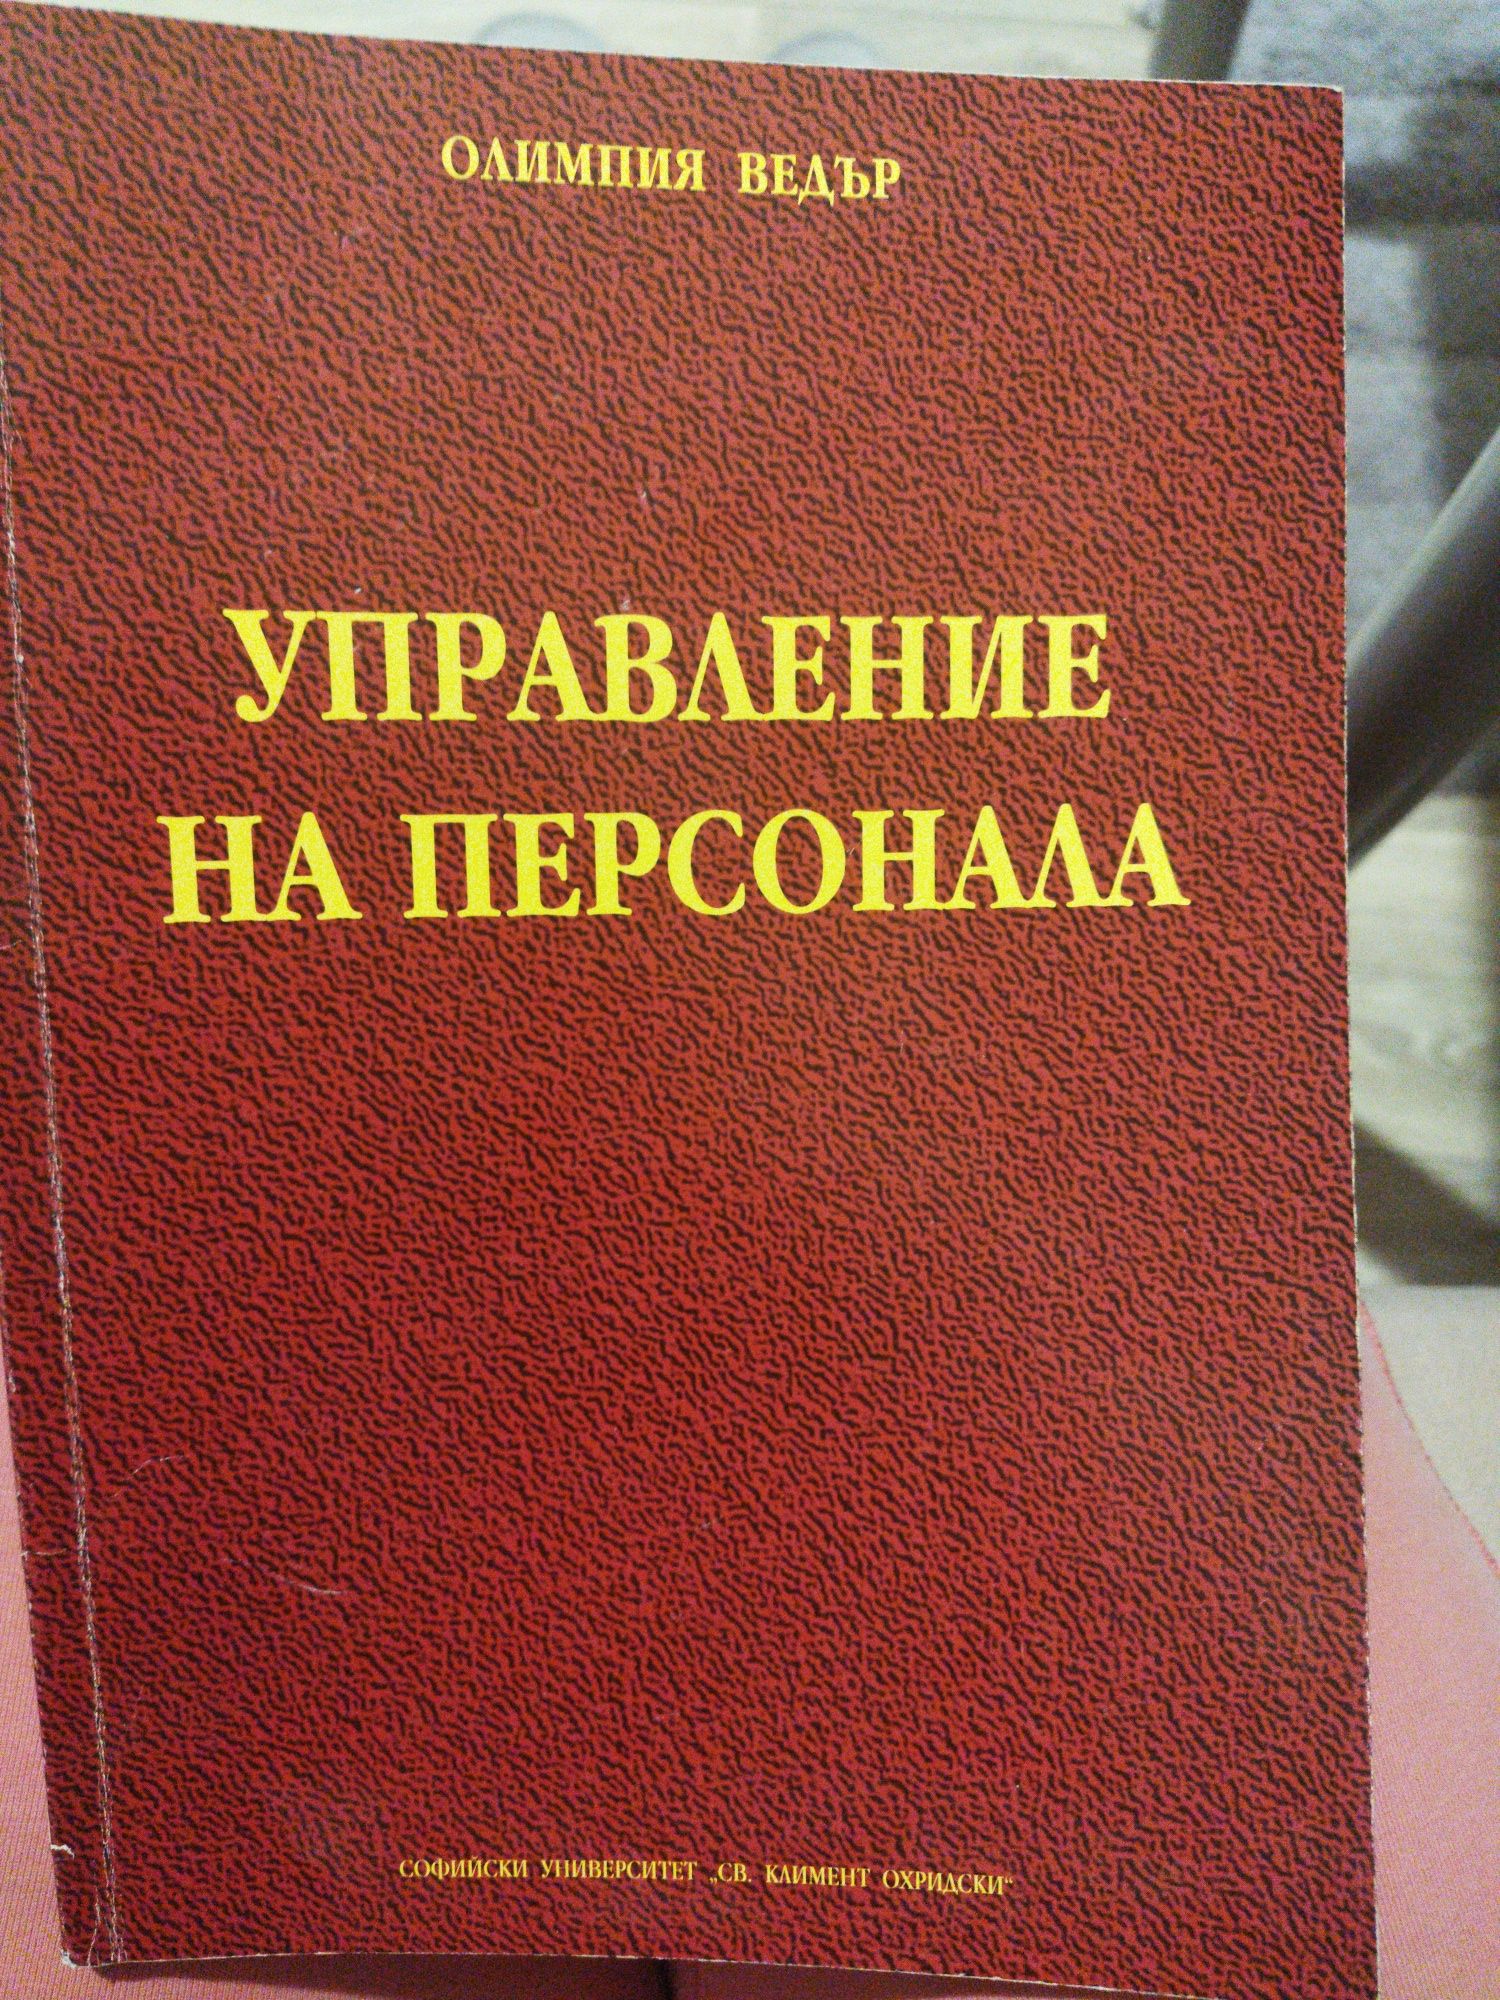 ОЛИМПИЯ ВЕДЪР
УПРАВЛЕНИЕ
НА ПЕРСОНАЛА
СОФИЙСКИ УНИВЕРСИТЕТ „СВ. КЛИМЕНТ ОХРИДСКИ“